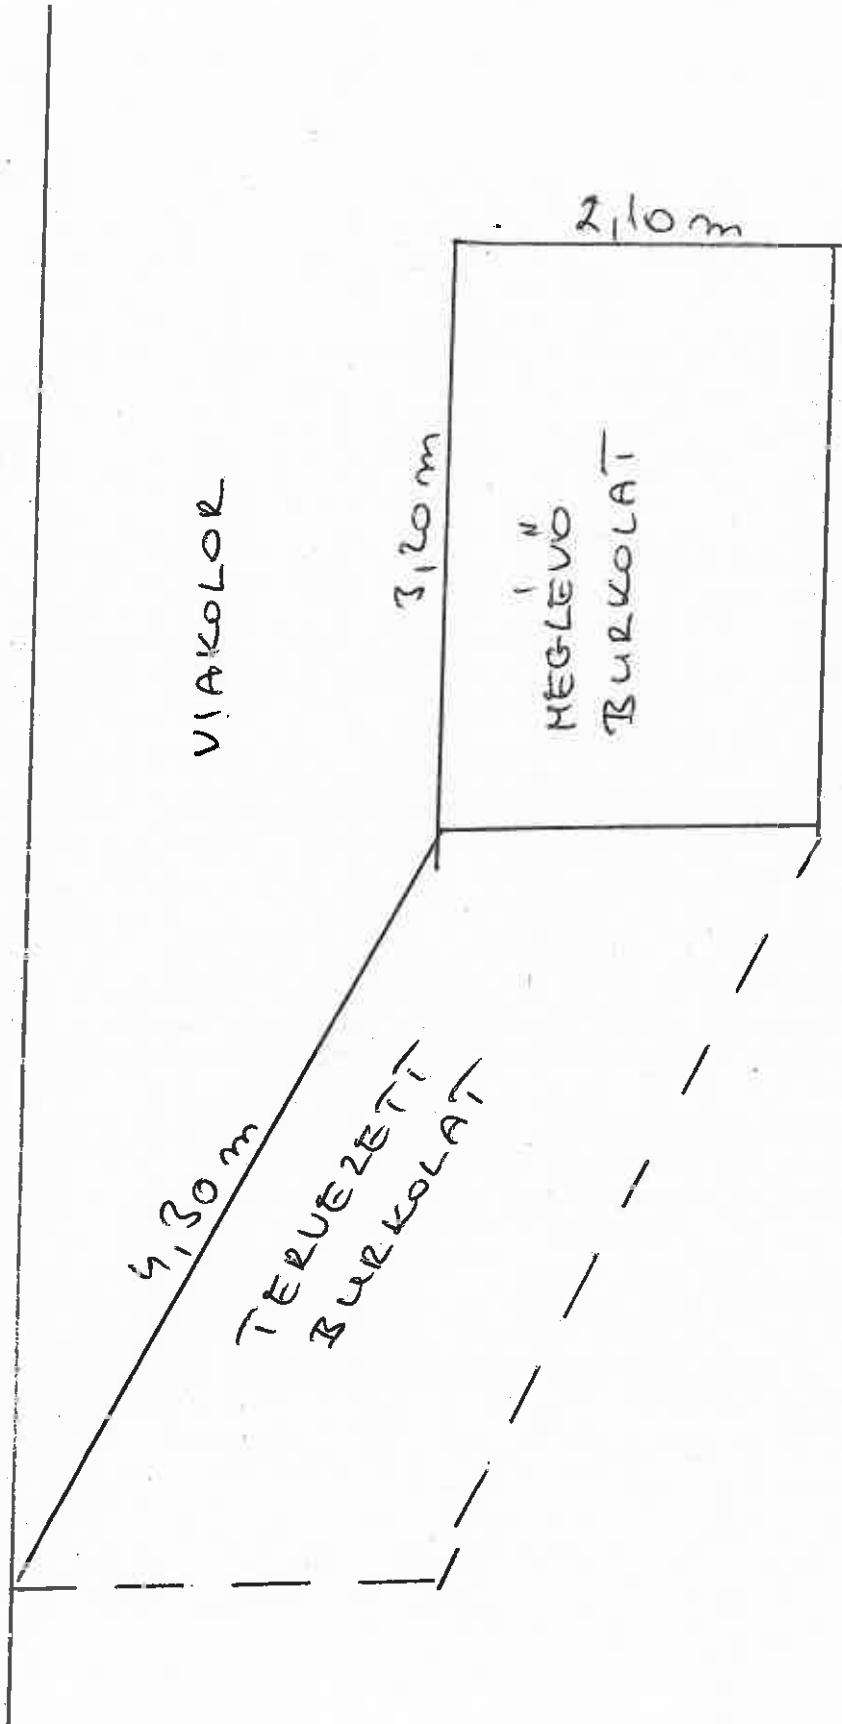 2,10 m
3,20 m
VIAKOLOR
MEGLÉVŐ
BURKOLAT
4,30 m
TERVEZETT
BURKOLAT